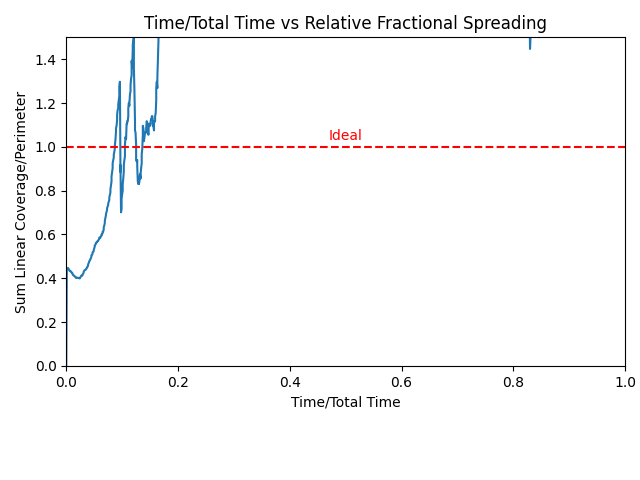 Time/Total Time vs Relative Fractional Spreading
Sum Linear Coverage/Perimeter
1.4
1.2
1.0
0.8
0.6
0.4
0.2
0.0
Ideal
0.0 0.2 0.4 0.6 0.8 1.0
Time/Total Time